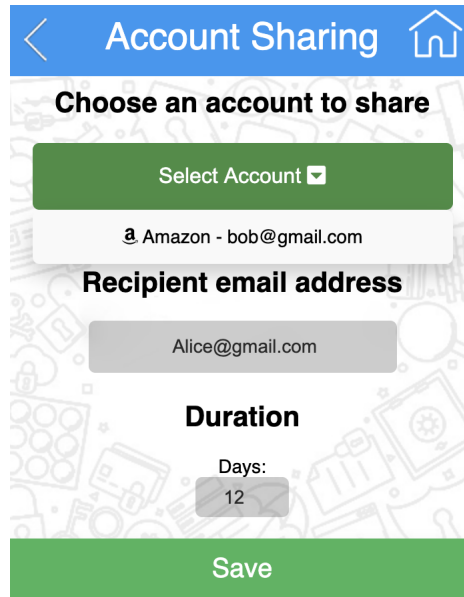 Account Sharing
Choose an account to share
Select Account
Amazon - bob@gmail.com
Recipient email address
Alice@gmail.com
Duration
Days:
12
Save